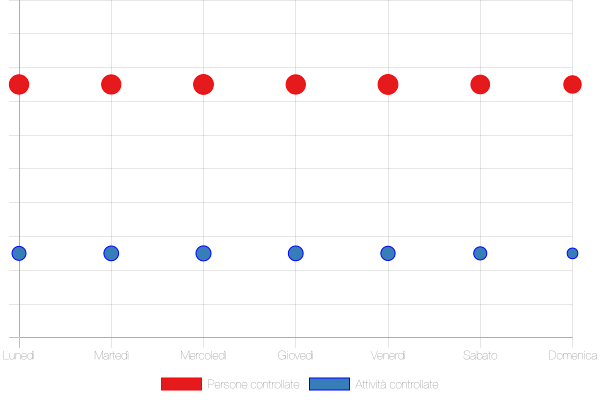 Lunedì Martedì Mercoledì Giovedì Venerdì Sabato Domenica
Persone controllate Attività controllate